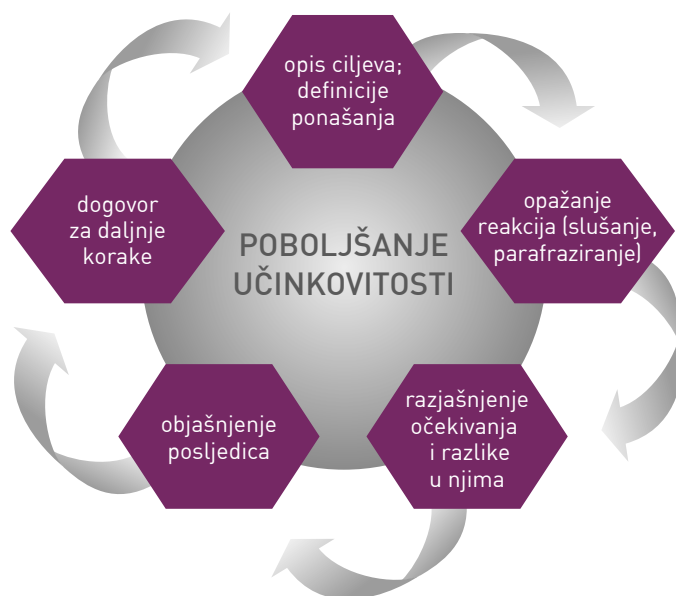 opis ciljeva;
definicije
ponašanja
opažanje
reakcija (slušanje,
parafraziranje)
razjašnjenje
očekivanja
i razlike
u njima
objašnjenje
posljedica
dogovor
za daljnje
korake
POBOLJŠANJE
UČINKOVITOSTI